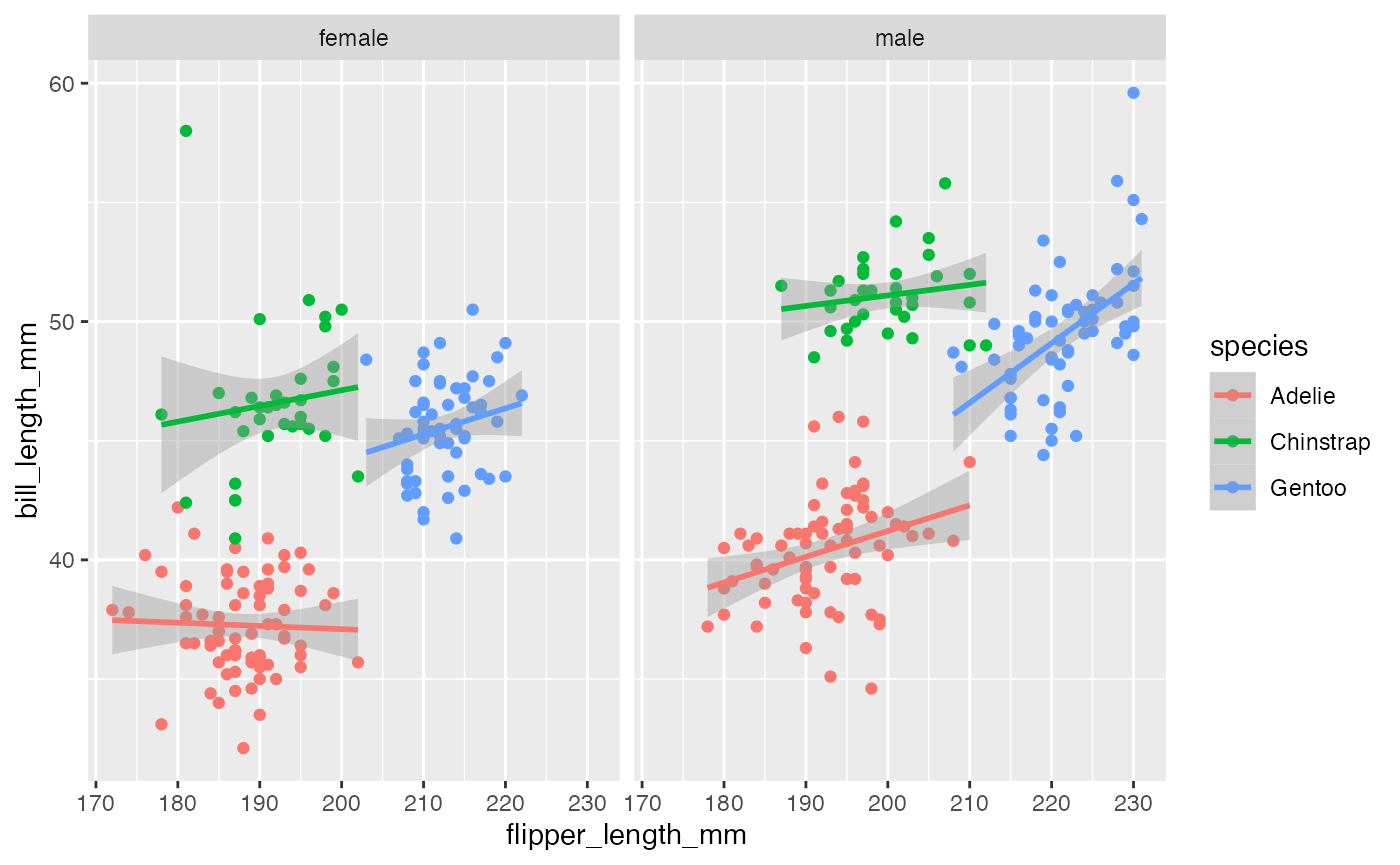 female male
60
50
40
bill_length_mm
170 180 190 200 210 220 230 170 180 190 200 210 220 230
flipper_length_mm
species
Adelie
Chinstrap
Gentoo